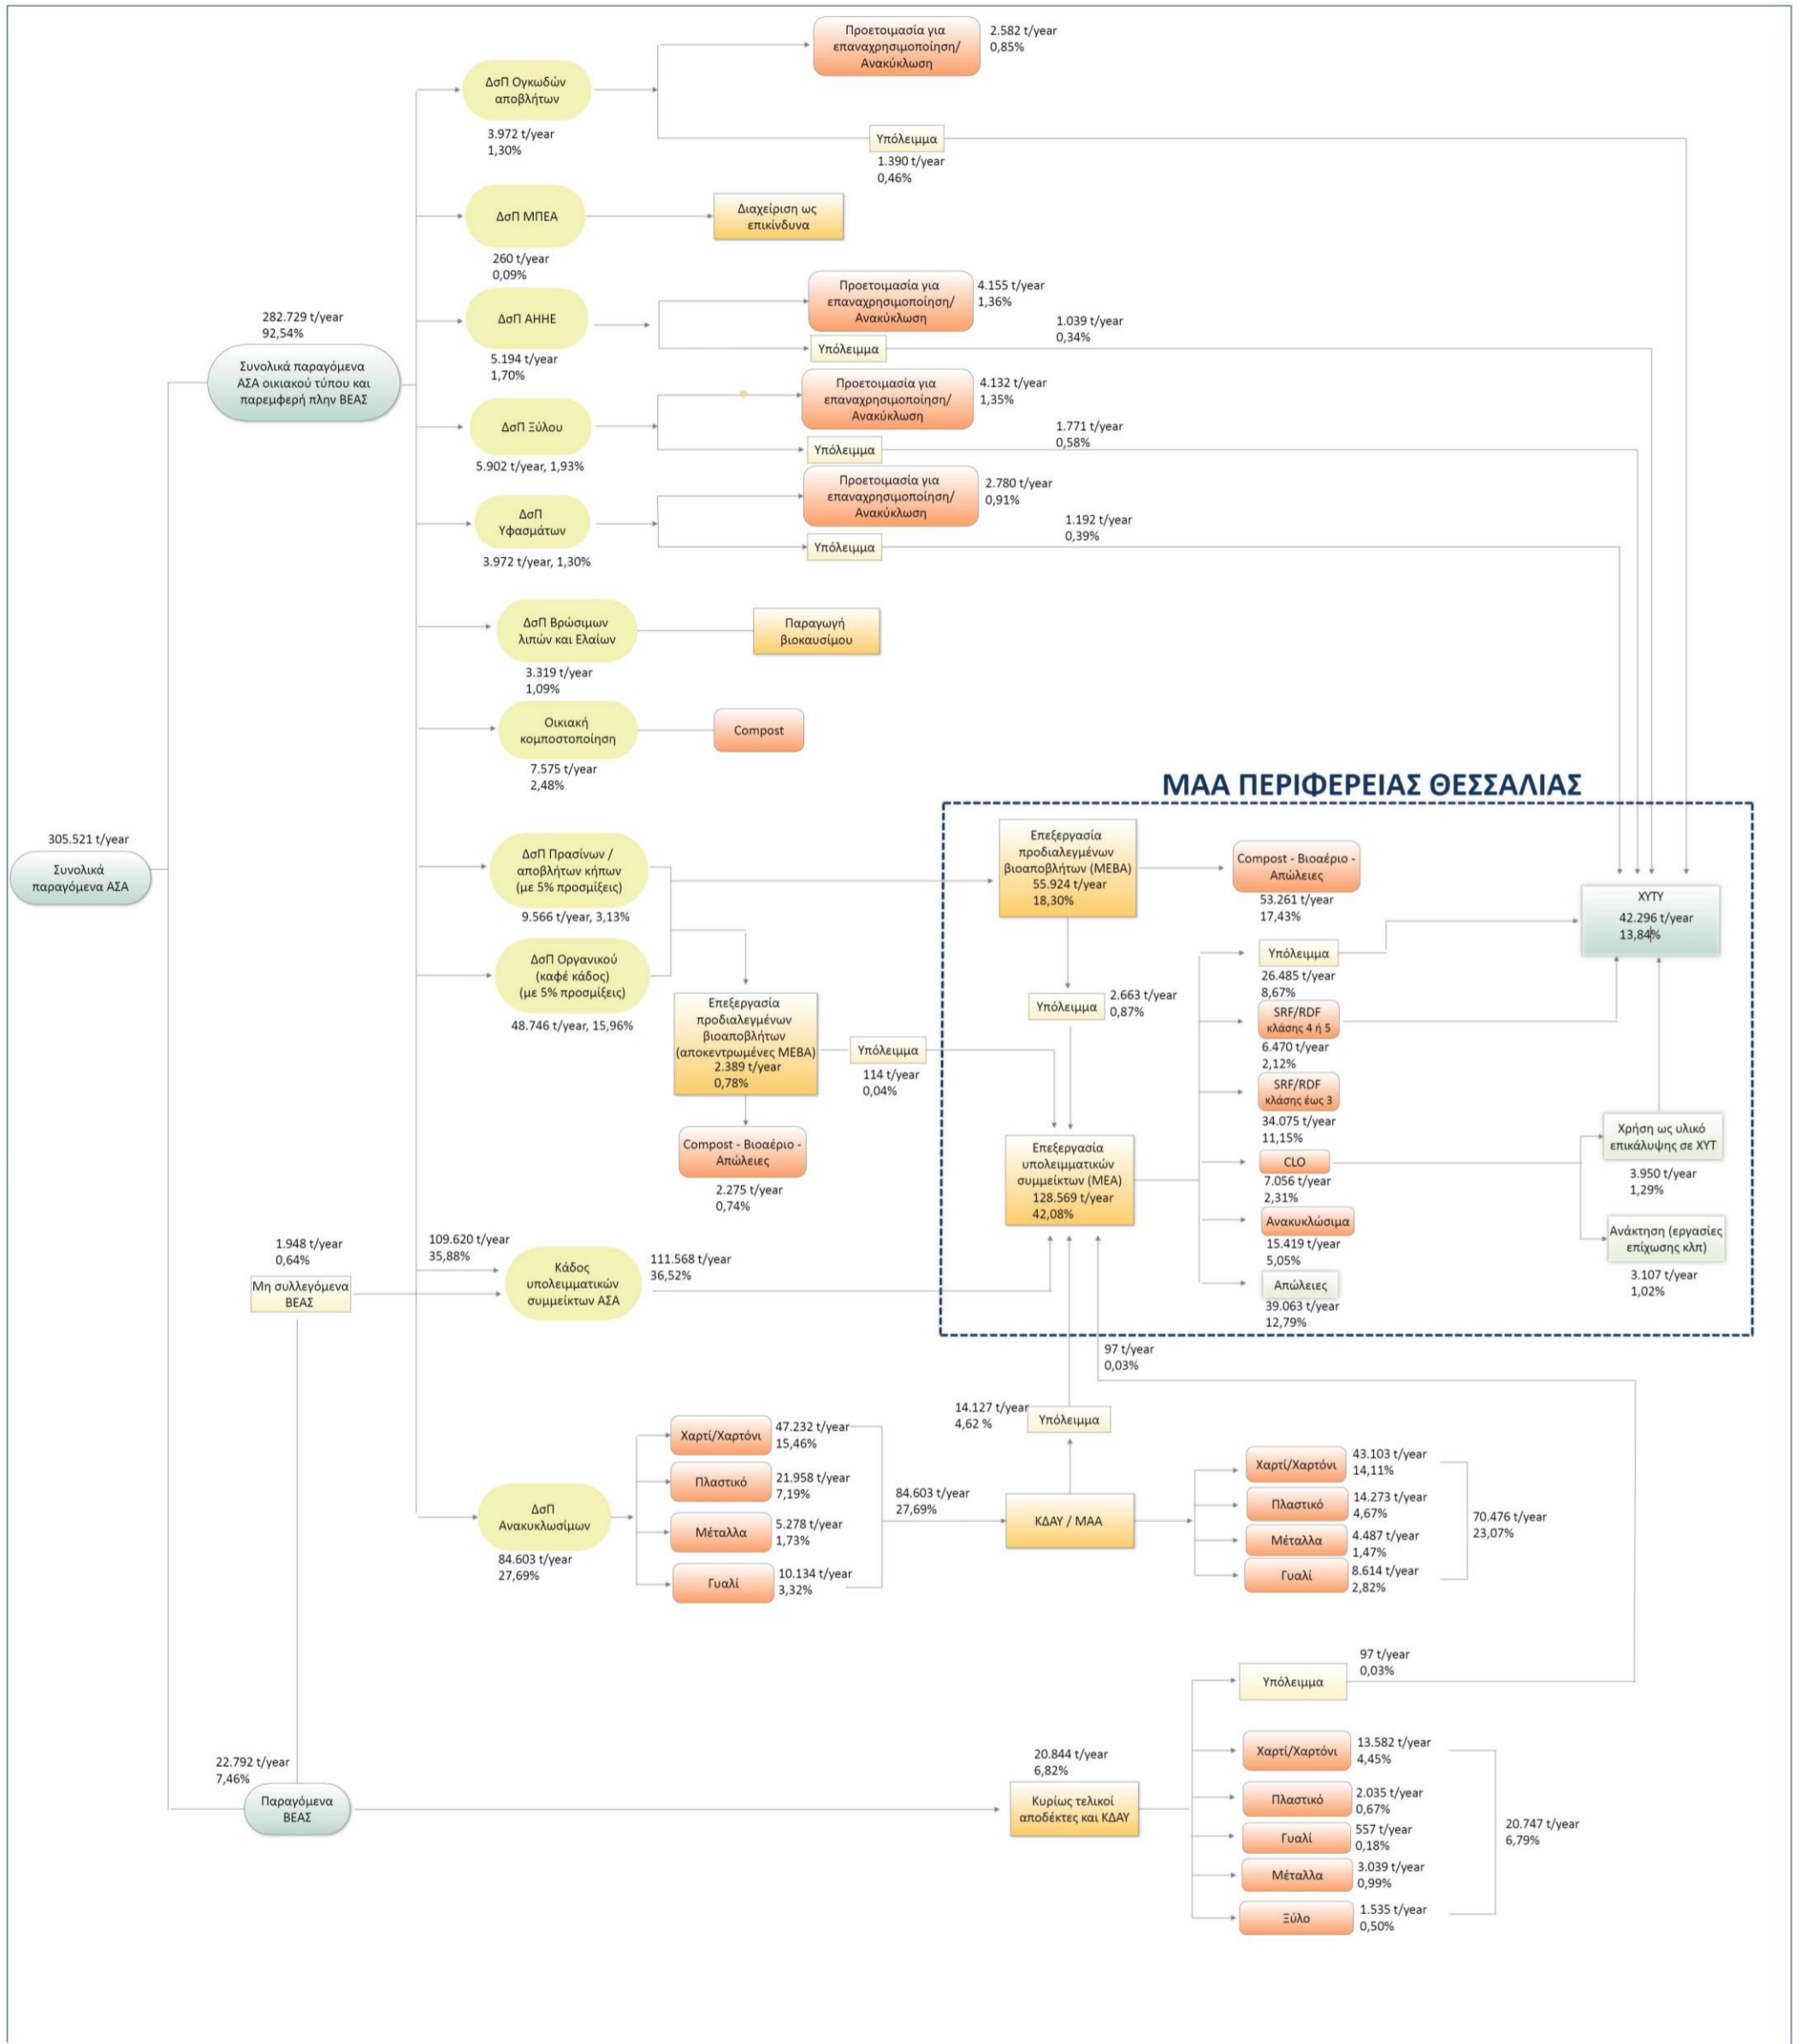 Προετοιμασία για
επαναχρησιμοποίηση/
Ανακύκλωση
2.582 t/year
0,85%
ΔσΠ Ογκωδών
αποβλήτων
3.972 t/year
1,30%
Υπόλειμμα
1.390 t/year
0,46%
ΔσΠ ΜΠΕΑ
260 t/year
0,09%
Διαχείριση ως
επικίνδυνα
282.729 t/year
92,54%
Συνολικά παραγόμενα
ΑΣΑ οικιακού τύπου και
παρεμφερή πλην ΒΕΑΣ
ΔσΠ ΑΗΗΕ
5.194 t/year
1,70%
Προετοιμασία για
επαναχρησιμοποίηση/
Ανακύκλωση
4.155 t/year
1,36%
Υπόλειμμα
1.039 t/year
0,34%
ΔσΠ Ξύλου
5.902 t/year, 1,93%
Προετοιμασία για
επαναχρησιμοποίηση/
Ανακύκλωση
4.132 t/year
1,35%
Υπόλειμμα
1.771 t/year
0,58%
ΔσΠ
Υφασμάτων
3.972 t/year, 1,30%
Προετοιμασία για
επαναχρησιμοποίηση/
Ανακύκλωση
2.780 t/year
0,91%
Υπόλειμμα
1.192 t/year
0,39%
ΔσΠ Βρώσιμων
λιπών και Ελαίων
3.319 t/year
1,09%
Παραγωγή
βιοκαυσίμου
Οικιακή
κομποστοποίηση
7.575 t/year
2,48%
Compost
305.521 t/year
Συνολικά
παραγόμενα ΑΣΑ
ΔσΠ Πρασίνων /
αποβλήτων κήπων
(με 5% προσμίξεις)
9.566 t/year, 3,13%
ΔσΠ Οργανικού
(καφέ κάδος)
(με 5% προσμίξεις)
48.746 t/year, 15,96%
Επεξεργασία
προδιαλεγμένων
βιοαποβλήτων
(αποκεντρωμένες ΜΕΒΑ)
2.389 t/year
0,78%
Υπόλειμμα
114 t/year
0,04%
Compost - Βιοαέριο -
Απώλειες
2.275 t/year
0,74%
ΜΑΑ ΠΕΡΙΦΕΡΕΙΑΣ ΘΕΣΣΑΛΙΑΣ
Επεξεργασία
προδιαλεγμένων
βιοαποβλήτων (ΜΕΒΑ)
55.924 t/year
18,30%
Compost - Βιοαέριο -
Απώλειες
53.261 t/year
17,43%
Υπόλειμμα
2.663 t/year
0,87%
Επεξεργασία
υπολειμματικών
συμμείκτων (ΜΕΑ)
128.569 t/year
42,08%
Υπόλειμμα
26.485 t/year
8,67%
SRF/RDF
κλάσης 4 ή 5
6.470 t/year
2,12%
SRF/RDF
κλάσης έως 3
34.075 t/year
11,15%
CLO
7.056 t/year
2,31%
Ανακυκλώσιμα
15.419 t/year
5,05%
Απώλειες
39.063 t/year
12,79%
ΧΥΤΥ
42.296 t/year
13,84%
Χρήση ως υλικό
επικάλυψης σε ΧΥΤ
3.950 t/year
1,29%
Ανάκτηση (εργασίες
επίχωσης κλπ)
3.107 t/year
1,02%
1.948 t/year
0,64%
Μη συλλεγόμενα
ΒΕΑΣ
109.620 t/year
35,88%
Κάδος
υπολειμματικών
συμμείκτων ΑΣΑ
111.568 t/year
36,52%
97 t/year
0,03%
14.127 t/year
4,62 %
Υπόλειμμα
ΔσΠ
Ανακυκλωσίμων
84.603 t/year
27,69%
Χαρτί/Χαρτόνι
47.232 t/year
15,46%
Πλαστικό
21.958 t/year
7,19%
Μέταλλα
5.278 t/year
1,73%
Γυαλί
10.134 t/year
3,32%
84.603 t/year
27,69%
ΚΔΑΥ / ΜΑΑ
Χαρτί/Χαρτόνι
43.103 t/year
14,11%
Πλαστικό
14.273 t/year
4,67%
Μέταλλα
4.487 t/year
1,47%
Γυαλί
8.614 t/year
2,82%
70.476 t/year
23,07%
22.792 t/year
7,46%
Παραγόμενα
ΒΕΑΣ
20.844 t/year
6,82%
Κυρίως τελικοί
αποδέκτες και ΚΔΑΥ
Υπόλειμμα
97 t/year
0,03%
Χαρτί/Χαρτόνι
13.582 t/year
4,45%
Πλαστικό
2.035 t/year
0,67%
Γυαλί
557 t/year
0,18%
Μέταλλα
3.039 t/year
0,99%
Ξύλο
1.535 t/year
0,50%
20.747 t/year
6,79%